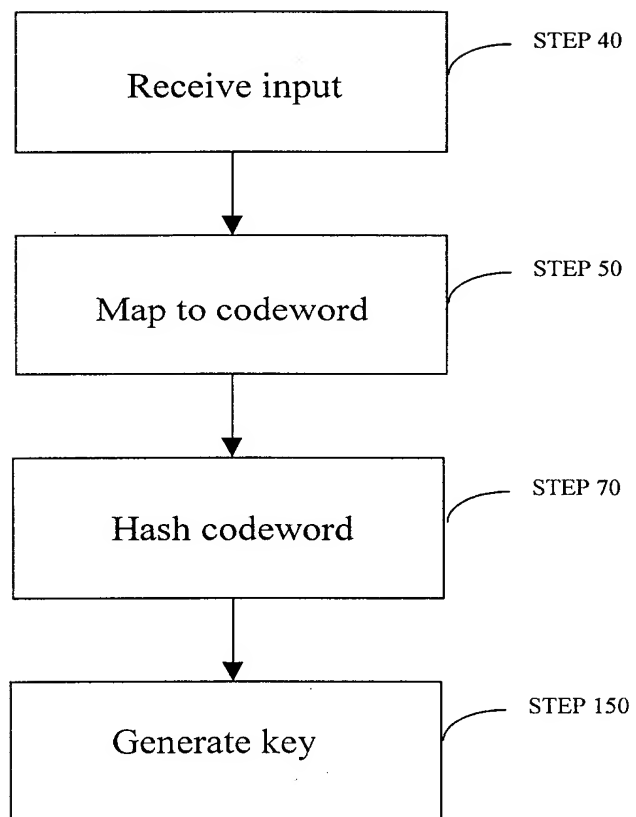 STEP 40
Receive input
STEP 50
Map to codeword
STEP 70
Hash codeword
STEP 150
Generate key